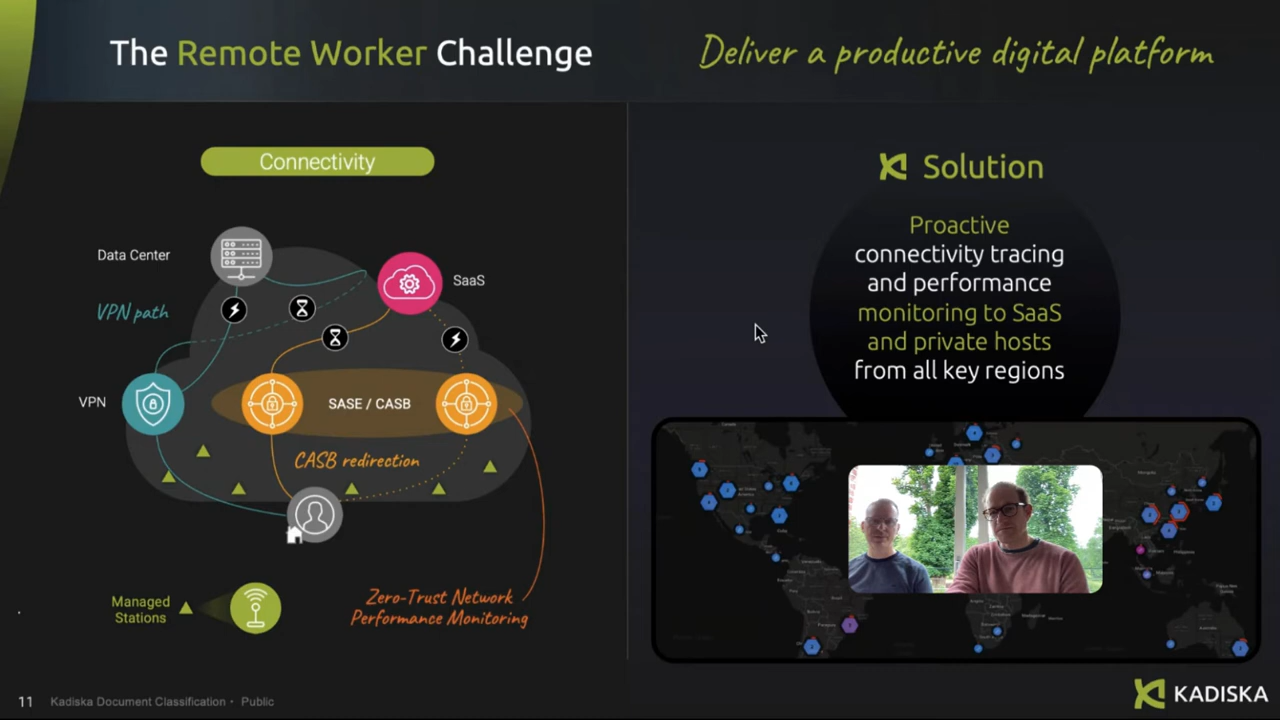 The Remote Worker Challenge
Deliver a productive digital platform
Connectivity
Data Center
SaaS
VPN path
VPN
SASE / CASB
CASB redirection
Managed
Stations
Zero-Trust Network
Performance Monitoring
Solution
Proactive
connectivity tracing
and performance
monitoring to SaaS
and private hosts
from all key regions
11 Kadiska Document Classification · Public
KADISKA